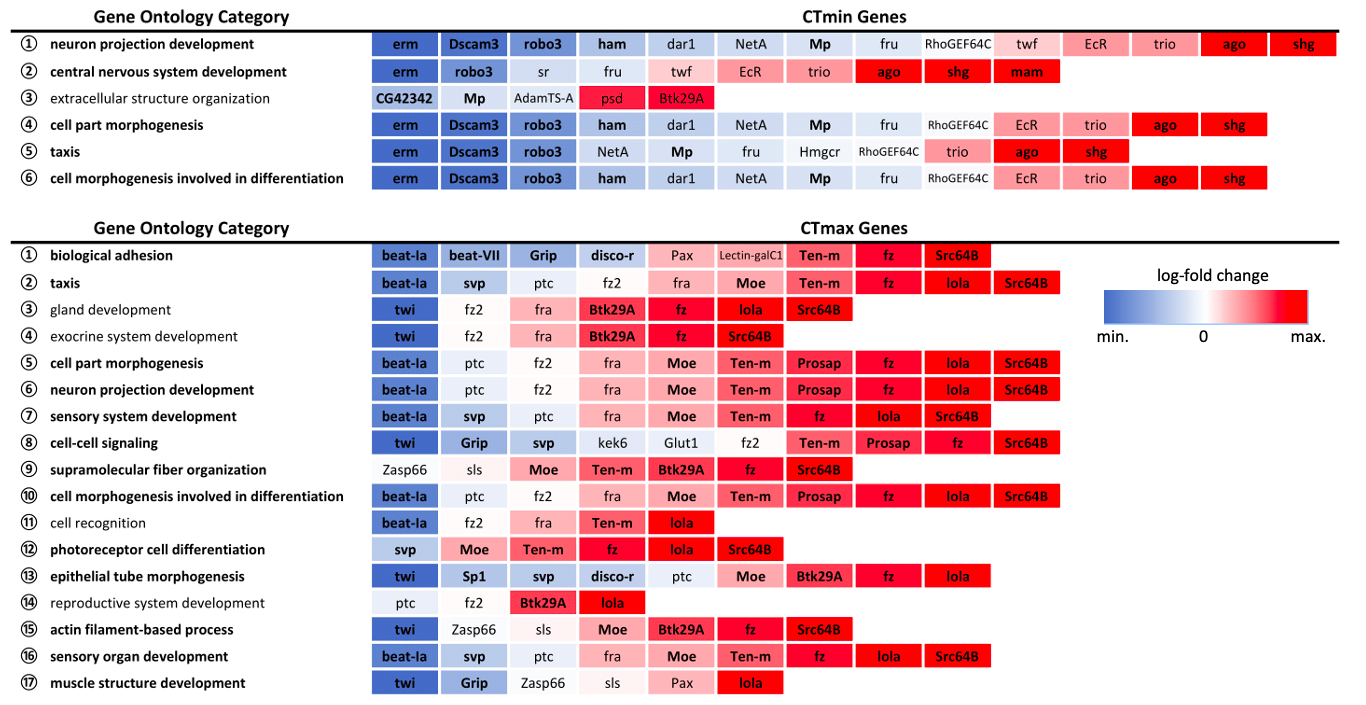 Gene Ontology Category CTmin Genes
① neuron projection development erm Dscam3 robo3 ham dar1 NetA Mp fru RhoGEF64C twf EcR trio ago shg
② central nervous system development erm robo3 sr fru twf EcR trio ago shg mam
③ extracellular structure organization CG42342 Mp AdamTS-A psd Btk29A
④ cell part morphogenesis erm Dscam3 robo3 ham dar1 NetA Mp fru RhoGEF64C EcR trio ago shg
⑤ taxis erm Dscam3 robo3 NetA Mp fru Hmgcr RhoGEF64C trio ago shg
⑥ cell morphogenesis involved in differentiation erm Dscam3 robo3 ham dar1 NetA Mp fru RhoGEF64C EcR trio ago shg
Gene Ontology Category CTmax Genes
① biological adhesion beat-Ia beat-VII Grip disco-r Pax Lectin-galC1 Ten-m fz Src64B
② taxis beat-Ia svp ptc fz2 fra Moe Ten-m fz lola Src64B
③ gland development twi fz2 fra Btk29A fz lola Src64B
④ exocrine system development twi fz2 fra Btk29A fz Src64B
⑤ cell part morphogenesis beat-Ia ptc fz2 fra Moe Ten-m Prosap fz lola Src64B
⑥ neuron projection development beat-Ia ptc fz2 fra Moe Ten-m Prosap fz lola Src64B
⑦ sensory system development beat-Ia svp ptc fra Moe Ten-m fz lola Src64B
⑧ cell-cell signaling twi Grip svp kek6 Glut1 fz2 Ten-m Prosap fz Src64B
⑨ supramolecular fiber organization Zasp66 sls Moe Ten-m Btk29A fz Src64B
⑩ cell morphogenesis involved in differentiation beat-Ia ptc fz2 fra Moe Ten-m Prosap fz lola Src64B
⑪ cell recognition beat-Ia fz2 fra Ten-m lola
⑫ photoreceptor cell differentiation svp Moe Ten-m fz lola Src64B
⑬ epithelial tube morphogenesis twi Sp1 svp disco-r ptc Moe Btk29A fz lola
⑭ reproductive system development ptc fz2 Btk29A lola
⑮ actin filament-based process twi Zasp66 sls Moe Btk29A fz Src64B
⑯ sensory organ development beat-Ia svp ptc fra Moe Ten-m fz lola Src64B
⑰ muscle structure development twi Grip Zasp66 sls Pax lola
log-fold change
min. 0 max.